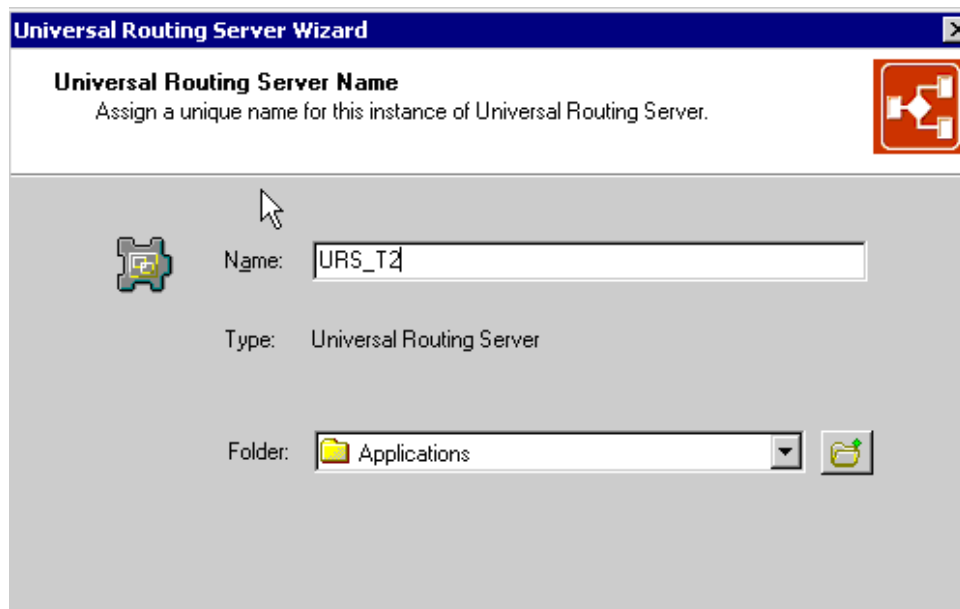 Universal Routing Server Wizard
Universal Routing Server Name
Assign a unique name for this instance of Universal Routing Server.
Name: URS_T2
Type: Universal Routing Server
Folder: Applications